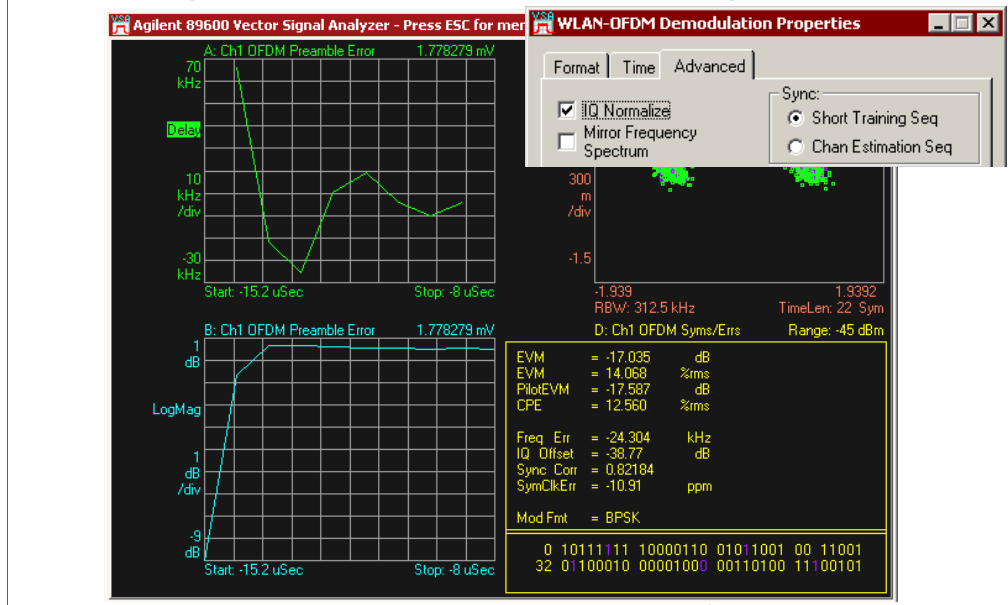 Agilent 89600 Vector Signal Analyzer - Press ESC for mer
WLAN-OFDM Demodulation Properties
Format Time Advanced
IQ Normalize
Mirror Frequency
Spectrum
Sync:
Short Training Seq
Chan Estimation Seq
A: Ch1 OFDM Preamble Error 1.778279 mV
70
kHz
Delay
10
kHz
/div
-30
kHz
Start: -15.2 uSec Stop: -8 uSec
300
m
/div
-1.5
-1.939 1.9392
RBW: 312.5 kHz TimeLen: 22 Sym
B: Ch1 OFDM Preamble Error 1.778279 mV
1
dB
LogMag
1
dB
/div
-9
dB
Start: -15.2 uSec Stop: -8 uSec
D: Ch1 OFDM Syms/Errs Range: -45 dBm
EVM = -17.035 dB
EVM = 14.068 %rms
PilotEVM = -17.587 dB
CPE = 12.560 %rms
Freq Err = -24.304 kHz
IQ Offset = -38.77 dB
Sync Corr = 0.82184
SymClkErr = -10.91 ppm
Mod Fmt = BPSK
0 10111111 10000110 01011001 00 11001
32 01100010 00001000 00110100 11100101